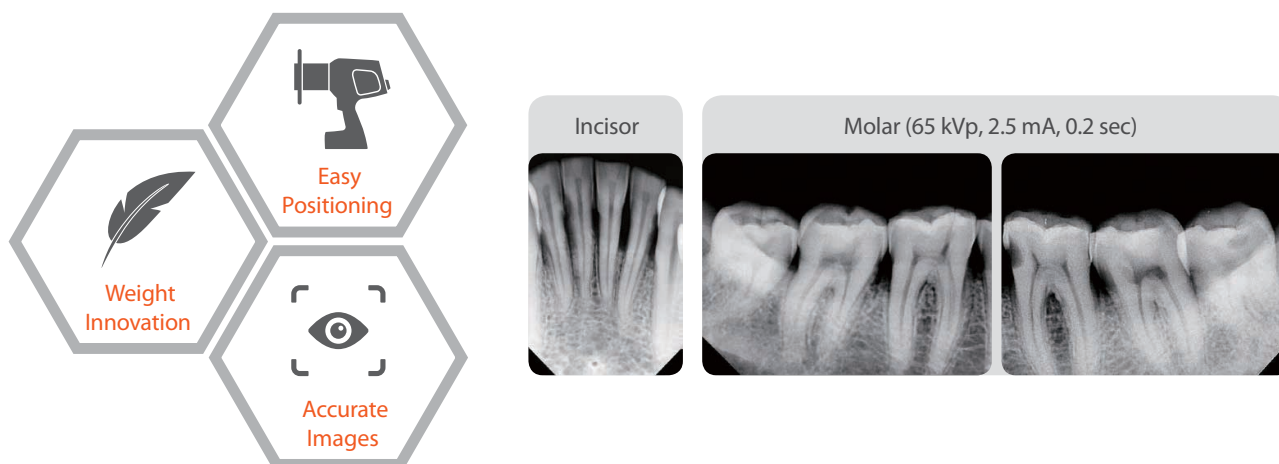 Easy
Positioning
Weight
Innovation
Accurate
Images
Incisor
Molar (65 kVp, 2.5 mA, 0.2 sec)